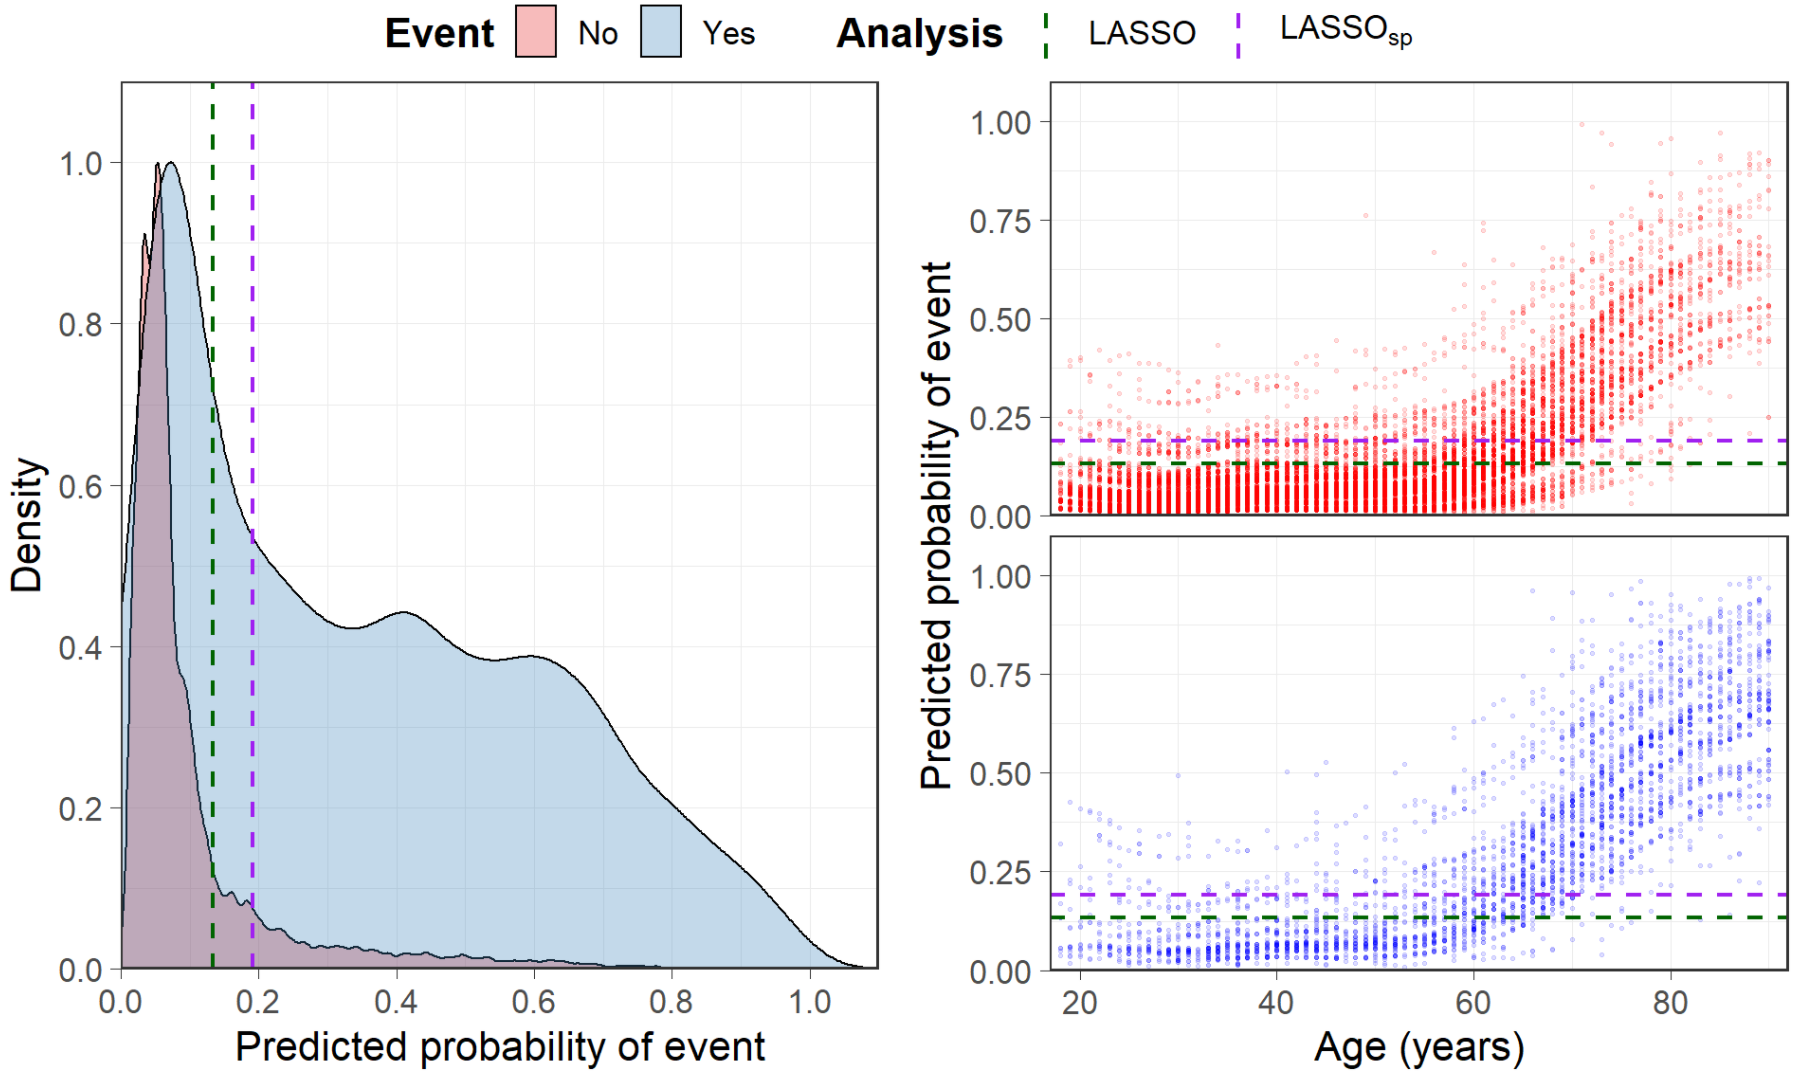 Event No Yes Analysis LASSO LASSOsp
Density
1.0
0.8
0.6
0.4
0.2
0.0
0.0 0.2 0.4 0.6 0.8 1.0
Predicted probability of event
Predicted probability of event
1.00
0.75
0.50
0.25
0.00
1.00
0.75
0.50
0.25
0.00
20 40 60 80
Age (years)